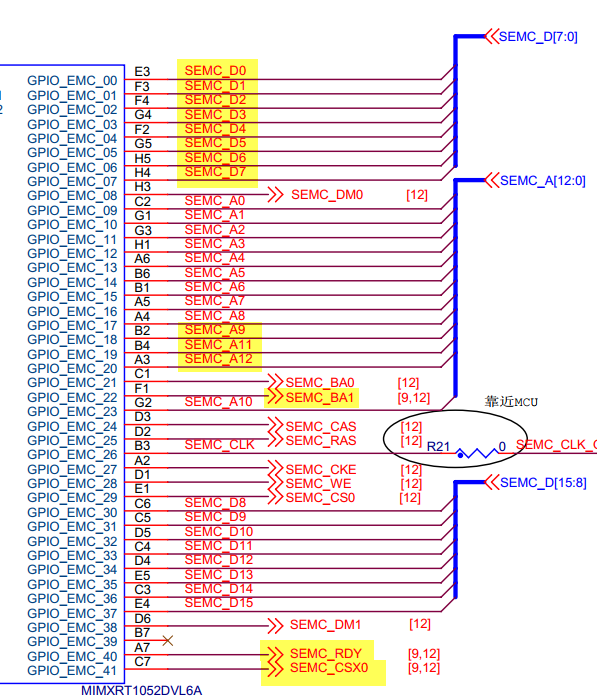 SEMC_D[7:0]
GPIO_EMC_00 E3 SEMC_D0
GPIO_EMC_01 F3 SEMC_D1
GPIO_EMC_02 F4 SEMC_D2
GPIO_EMC_03 G4 SEMC_D3
GPIO_EMC_04 F2 SEMC_D4
GPIO_EMC_05 G5 SEMC_D5
GPIO_EMC_06 H5 SEMC_D6
GPIO_EMC_07 H4 SEMC_D7
SEMC_A[12:0]
GPIO_EMC_08 H3 SEMC_DM0 [12]
GPIO_EMC_09 C2 SEMC_A0
GPIO_EMC_10 G1 SEMC_A1
GPIO_EMC_11 G3 SEMC_A2
GPIO_EMC_12 H1 SEMC_A3
GPIO_EMC_13 A6 SEMC_A4
GPIO_EMC_14 B6 SEMC_A5
GPIO_EMC_15 B1 SEMC_A6
GPIO_EMC_16 A5 SEMC_A7
GPIO_EMC_17 A4 SEMC_A8
GPIO_EMC_18 B2 SEMC_A9
GPIO_EMC_19 B4 SEMC_A11
GPIO_EMC_20 A3 SEMC_A12
GPIO_EMC_21 C1 SEMC_BA0 [12]
GPIO_EMC_22 F1 SEMC_BA1 [9,12]
GPIO_EMC_23 G2 SEMC_A10
靠近MCU
GPIO_EMC_24 D3 SEMC_CAS [12]
GPIO_EMC_25 D2 SEMC_RAS [12]
GPIO_EMC_26 B3 SEMC_CLK R21 0 SEMC_CLK_
GPIO_EMC_27 A2 SEMC_CKE [12]
GPIO_EMC_28 D1 SEMC_WE [12]
GPIO_EMC_29 E1 SEMC_CS0 [12]
SEMC_D[15:8]
GPIO_EMC_30 C6 SEMC_D8
GPIO_EMC_31 C5 SEMC_D9
GPIO_EMC_32 D5 SEMC_D10
GPIO_EMC_33 C4 SEMC_D11
GPIO_EMC_34 D4 SEMC_D12
GPIO_EMC_35 E5 SEMC_D13
GPIO_EMC_36 C3 SEMC_D14
GPIO_EMC_37 E4 SEMC_D15
GPIO_EMC_38 D6 SEMC_DM1 [12]
GPIO_EMC_39 B7
GPIO_EMC_40 A7 SEMC_RDY [9,12]
GPIO_EMC_41 C7 SEMC_CSX0 [9,12]
MIMXRT1052DVL6A